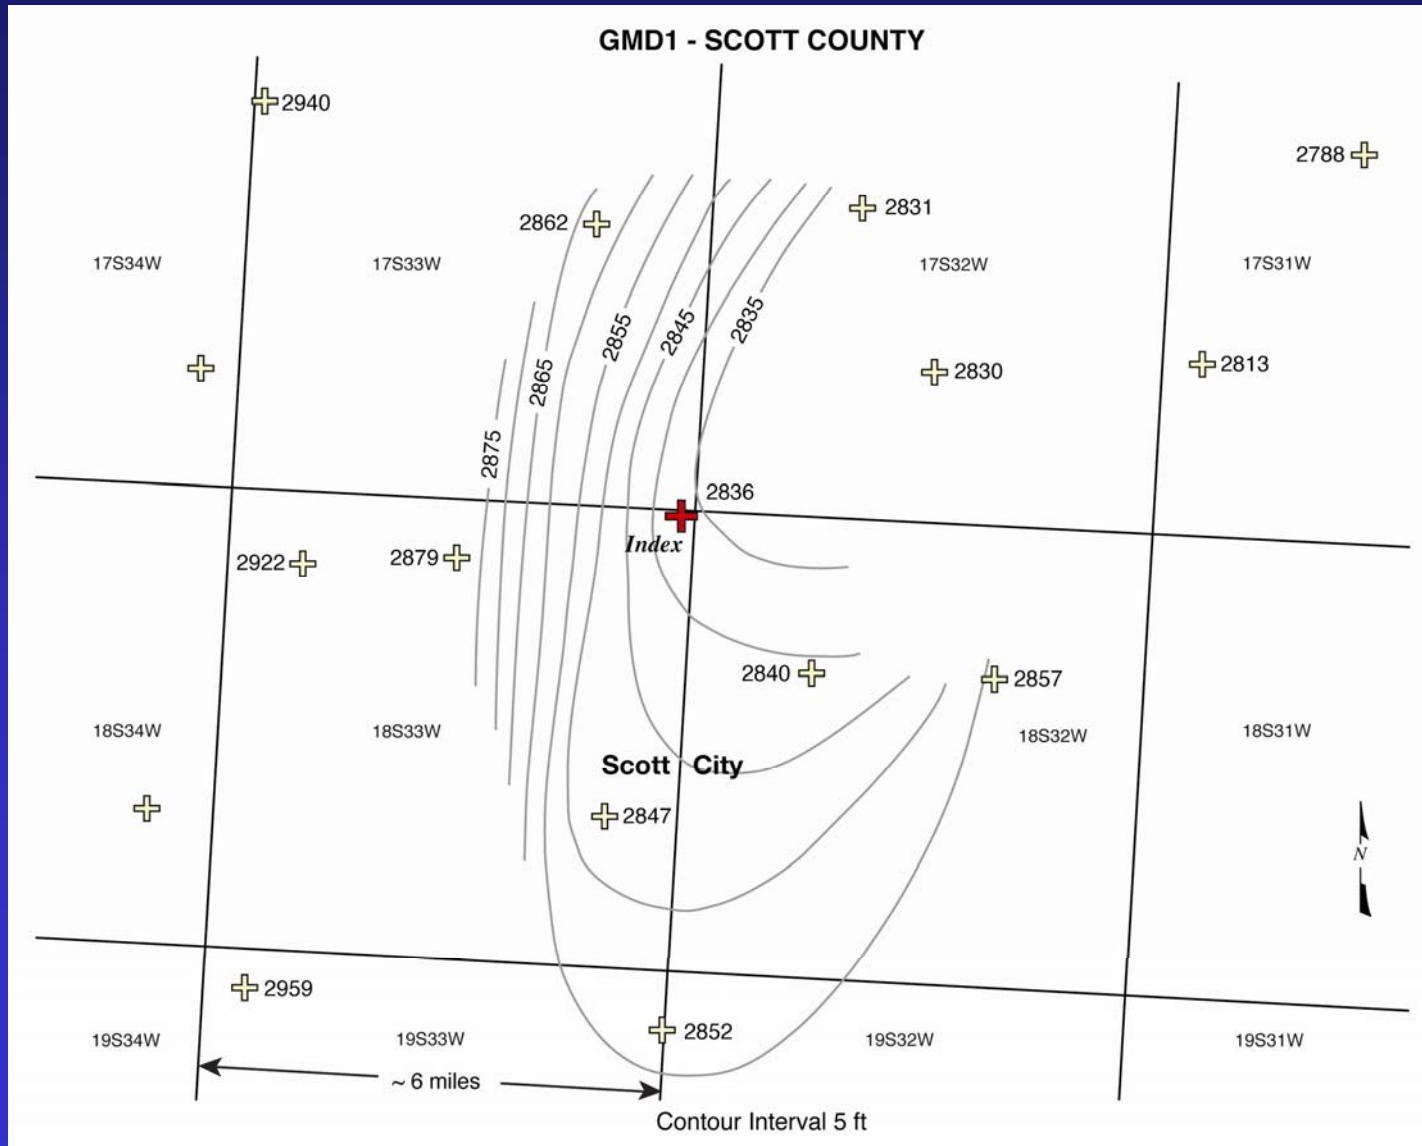 GMD1 - SCOTT COUNTY
2940
2788
2862
2831
17S34W
17S33W
17S32W
17S31W
2855
2845
2835
2865
2813
2830
2875
2836
Index
2922
2879
2840
2857
18S34W
18S33W
18S32W
18S31W
Scott City
2847
N
2959
2852
19S34W
19S33W
19S32W
19S31W
~ 6 miles
Contour Interval 5 ft